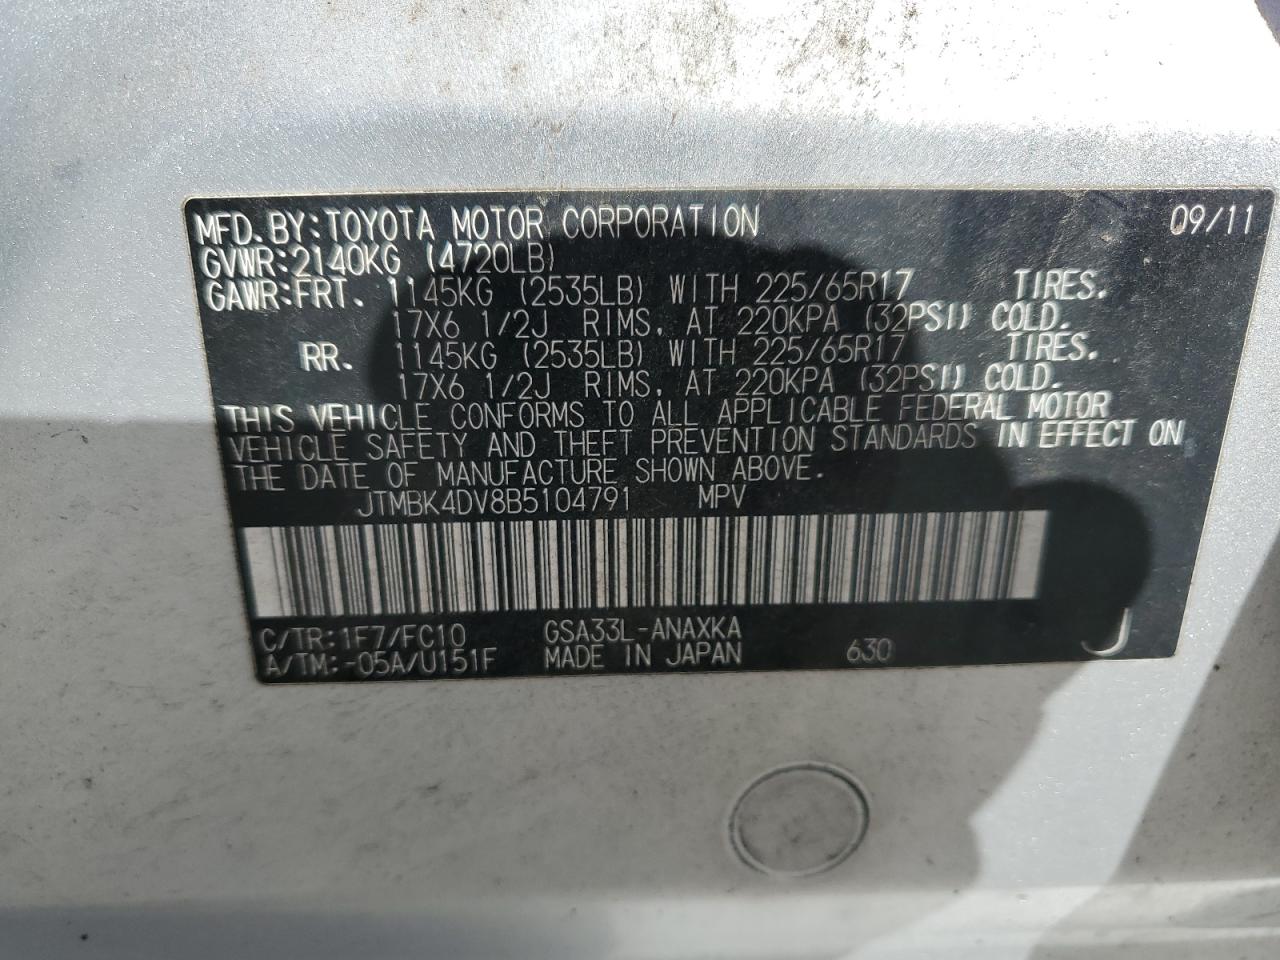 MFD.BY:TOYOTA MOTOR CORPORATION 09/11
GVWR:2140KG (4720LB)
GAWR:FRT. 1145KG (2535LB) WITH 225/65R17 TIRES.
17X6 1/2J RIMS, AT 220KPA (32PSI) COLD.
RR. 1145KG (2535LB) WITH 225/65R17 TIRES.
17X6 1/2J RIMS, AT 220KPA (32PSI) COLD.
THIS VEHICLE CONFORMS TO ALL APPLICABLE FEDERAL MOTOR
VEHICLE SAFETY AND THEFT PREVENTION STANDARDS IN EFFECT ON
THE DATE OF MANUFACTURE SHOWN ABOVE.
JTMBK4DV8B5104791 MPV
C/TR:1F7/FC10 GSA33L-ANAXKA
A/TM:-05A/U151F MADE IN JAPAN 630 J